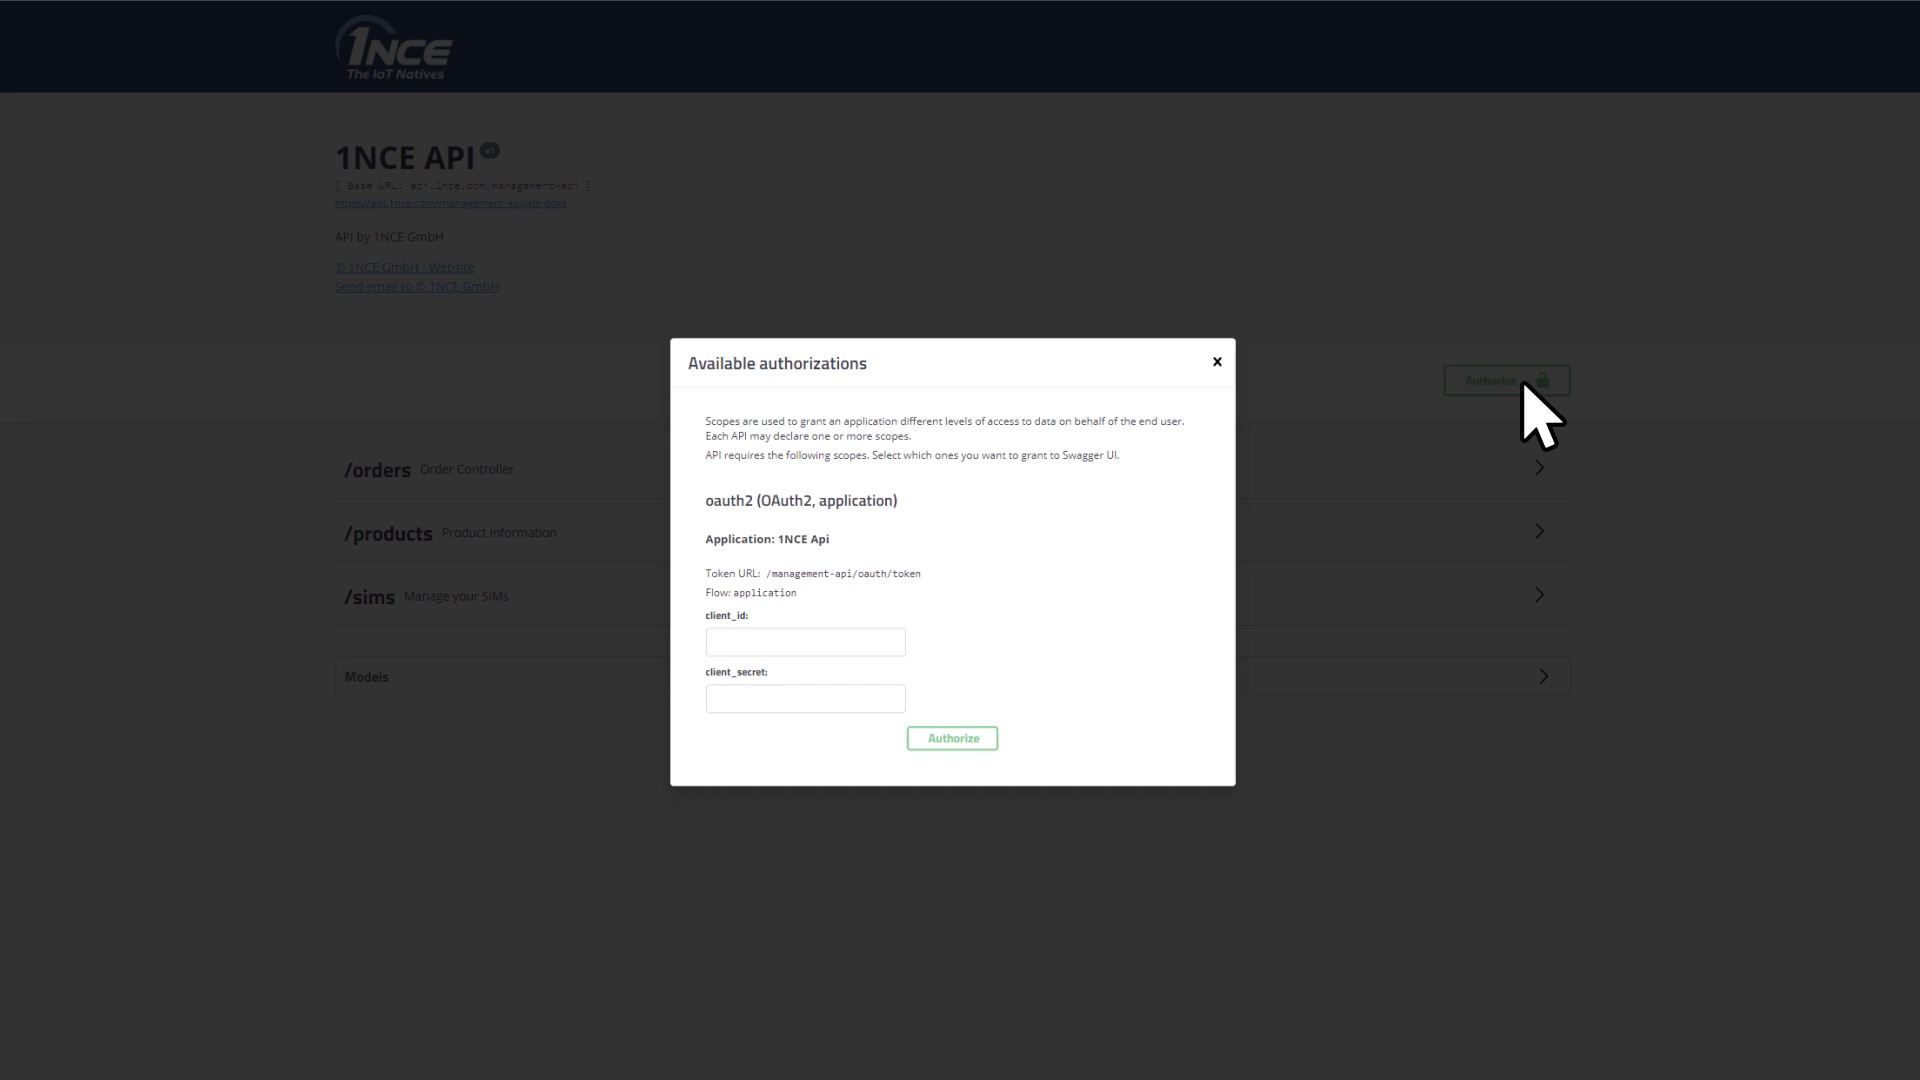 1NCE
The IoT Natives
1NCE API v1
[ Base URL: api.1nce.com/management-api ]
https://api.1nce.com/management-api/api-docs
API by 1NCE GmbH
© 1NCE GmbH - Website
Send email to © 1NCE GmbH
Available authorizations
×
Authorize
Scopes are used to grant an application different levels of access to data on behalf of the end user.
Each API may declare one or more scopes.
API requires the following scopes. Select which ones you want to grant to Swagger UI.
/orders Order Controller
oauth2 (OAuth2, application)
/products Product information
Application: 1NCE Api
Token URL: /management-api/oauth/token
Flow: application
/sims Manage your SIMs
client_id:
client_secret:
Models
Authorize